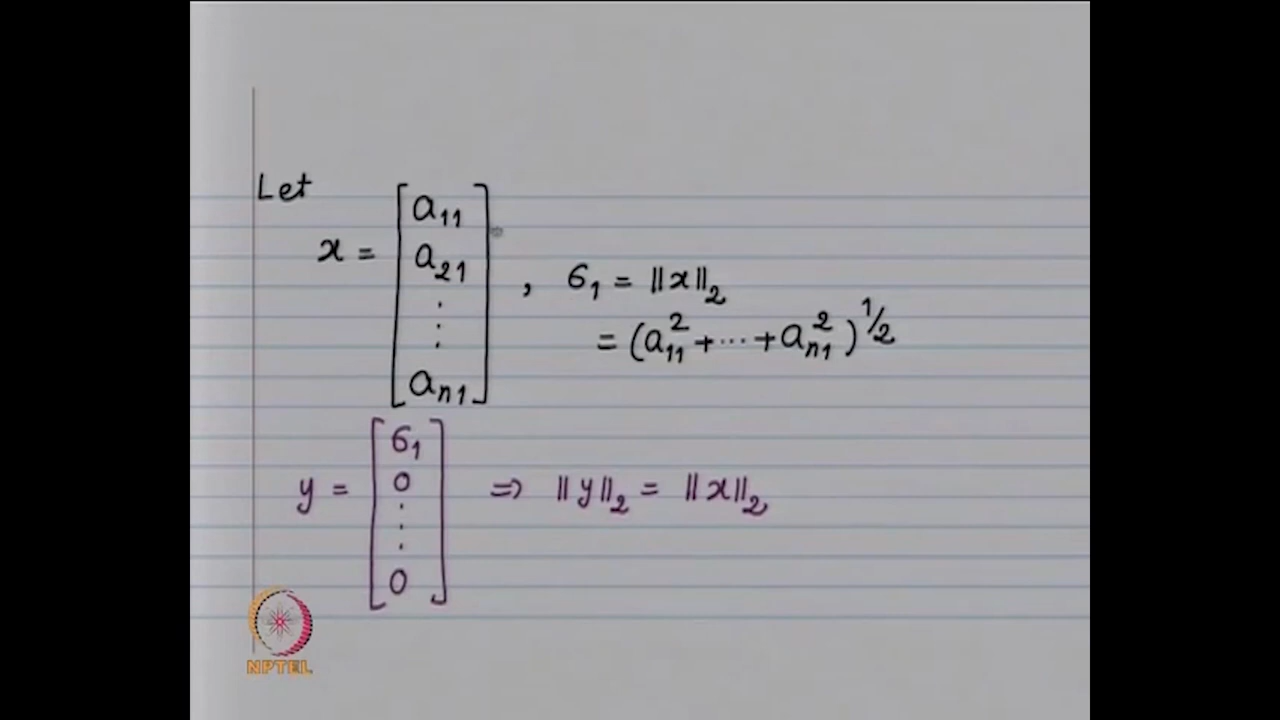 Let
x = [a₁₁ a₂₁ ⋮ aₙ₁] , σ₁ = ‖x‖₂
= (a₁₁² + ⋯ + aₙ₁²)^1/2
y = [σ₁ 0 ⋮ 0] ⇒ ‖y‖₂ = ‖x‖₂
NPTEL